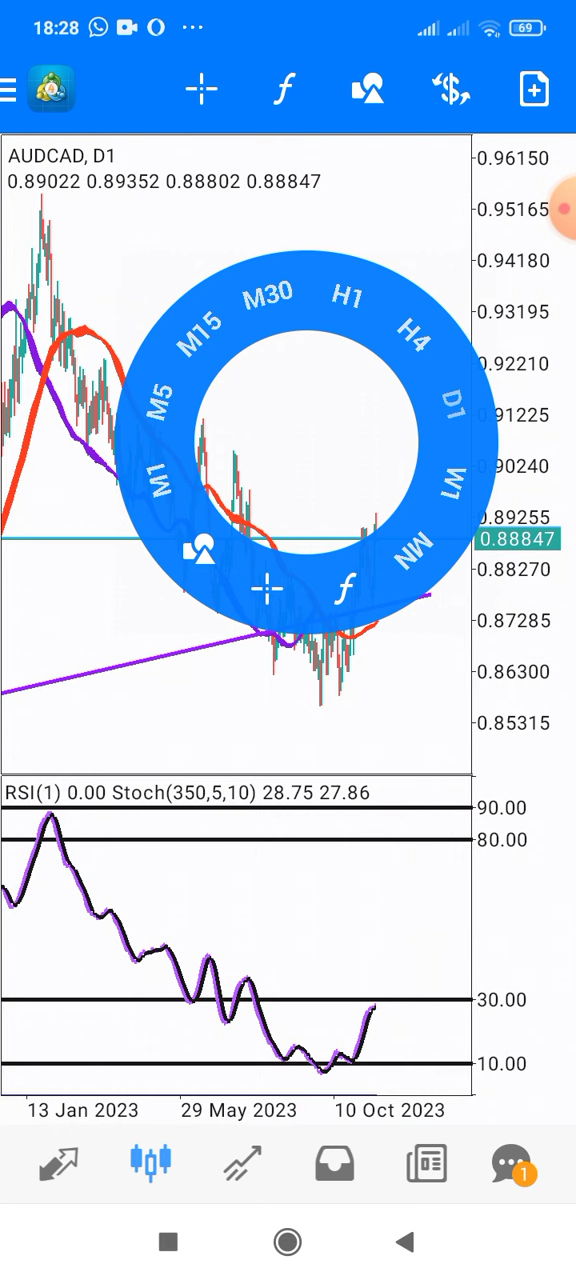 18:28 69
AUDCAD, D1
0.89022 0.89352 0.88802 0.88847
0.96150
0.95165
0.94180
0.93195
0.92210
0.91225
0.90240
0.89255
0.88847
0.88270
0.87285
0.86300
0.85315
M1
M5
M15
M30
H1
H4
D1
W1
MN
RSI(1) 0.00 Stoch(350,5,10) 28.75 27.86
90.00
80.00
30.00
10.00
13 Jan 2023 29 May 2023 10 Oct 2023
1